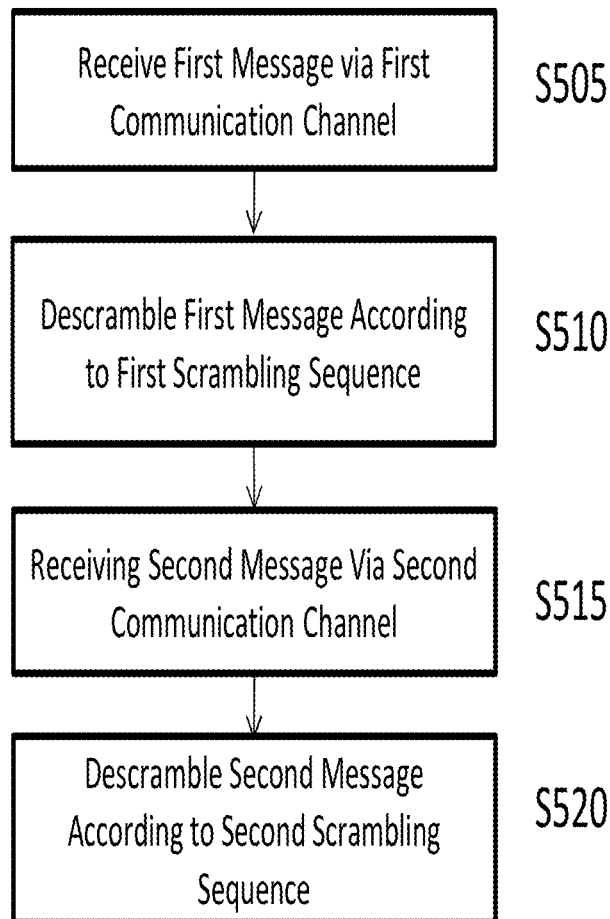 Receive First Message via First
Communication Channel
S505
Descramble First Message According
to First Scrambling Sequence
S510
Receiving Second Message Via Second
Communication Channel
S515
Descramble Second Message
According to Second Scrambling
Sequence
S520